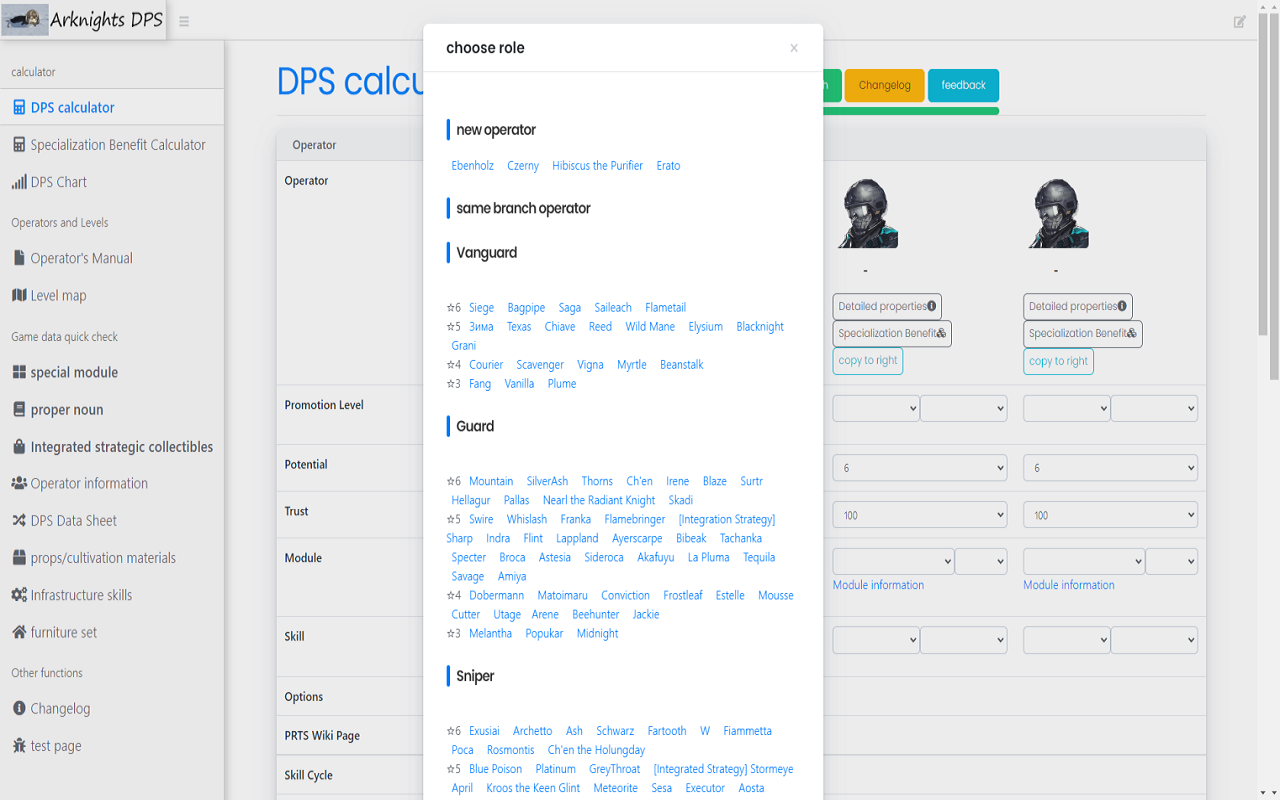 Arknights DPS
calculator
DPS calculator
Specialization Benefit Calculator
DPS Chart
Operators and Levels
Operator's Manual
Level map
Game data quick check
special module
proper noun
Integrated strategic collectibles
Operator information
DPS Data Sheet
props/cultivation materials
Infrastructure skills
furniture set
Other functions
Changelog
test page
DPS calcu
Changelog
feedback
Operator
Operator
-
-
Detailed properties
Detailed properties
Specialization Benefit
Specialization Benefit
copy to right
copy to right
Promotion Level
Potential
6
6
Trust
100
100
Module
Module information
Module information
Skill
Options
PRTS Wiki Page
Skill Cycle
choose role
×
new operator
Ebenholz Czerny Hibiscus the Purifier Erato
same branch operator
Vanguard
☆6 Siege Bagpipe Saga Saileach Flametail
☆5 Зима Texas Chiave Reed Wild Mane Elysium Blacknight
Grani
☆4 Courier Scavenger Vigna Myrtle Beanstalk
☆3 Fang Vanilla Plume
Guard
☆6 Mountain SilverAsh Thorns Ch'en Irene Blaze Surtr
Hellagur Pallas Nearl the Radiant Knight Skadi
☆5 Swire Whislash Franka Flamebringer [Integration Strategy]
Sharp Indra Flint Lappland Ayerscarpe Bibeak Tachanka
Specter Broca Astesia Sideroca Akafuyu La Pluma Tequila
Savage Amiya
☆4 Dobermann Matoimaru Conviction Frostleaf Estelle Mousse
Cutter Utage Arene Beehunter Jackie
☆3 Melantha Popukar Midnight
Sniper
☆6 Exusiai Archetto Ash Schwarz Fartooth W Fiammetta
Poca Rosmontis Ch'en the Holungday
☆5 Blue Poison Platinum GreyThroat [Integrated Strategy] Stormeye
April Kroos the Keen Glint Meteorite Sesa Executor Aosta